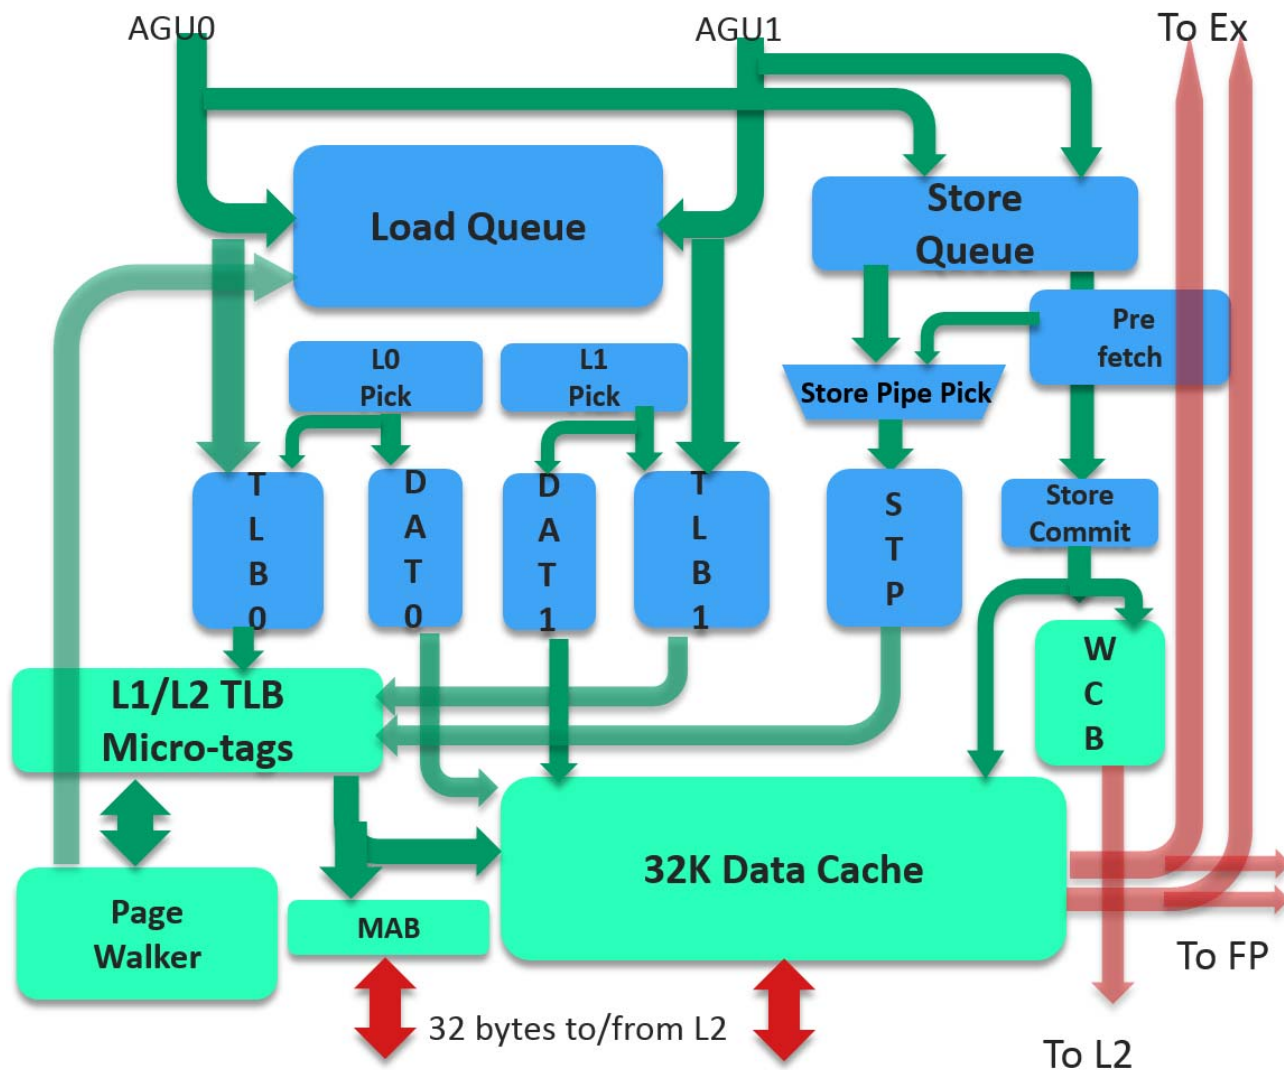 AGU0
AGU1
To Ex
Load Queue
Store
Queue
L0
Pick
L1
Pick
Pre
fetch
Store Pipe Pick
T
L
B
0
D
A
T
0
D
A
T
1
T
L
B
1
S
T
P
Store
Commit
W
C
B
L1/L2 TLB
Micro-tags
32K Data Cache
Page
Walker
MAB
To FP
32 bytes to/from L2
To L2